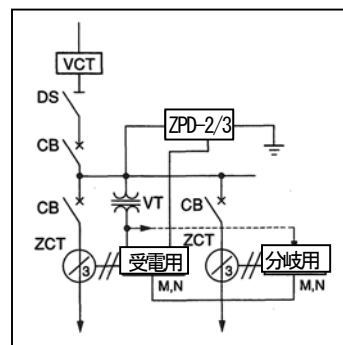 VCT
DS
ZPD-2/3
CB
CB
VT
CB
ZCT
ZCT
3
受電用
3
分岐用
M,N
M,N